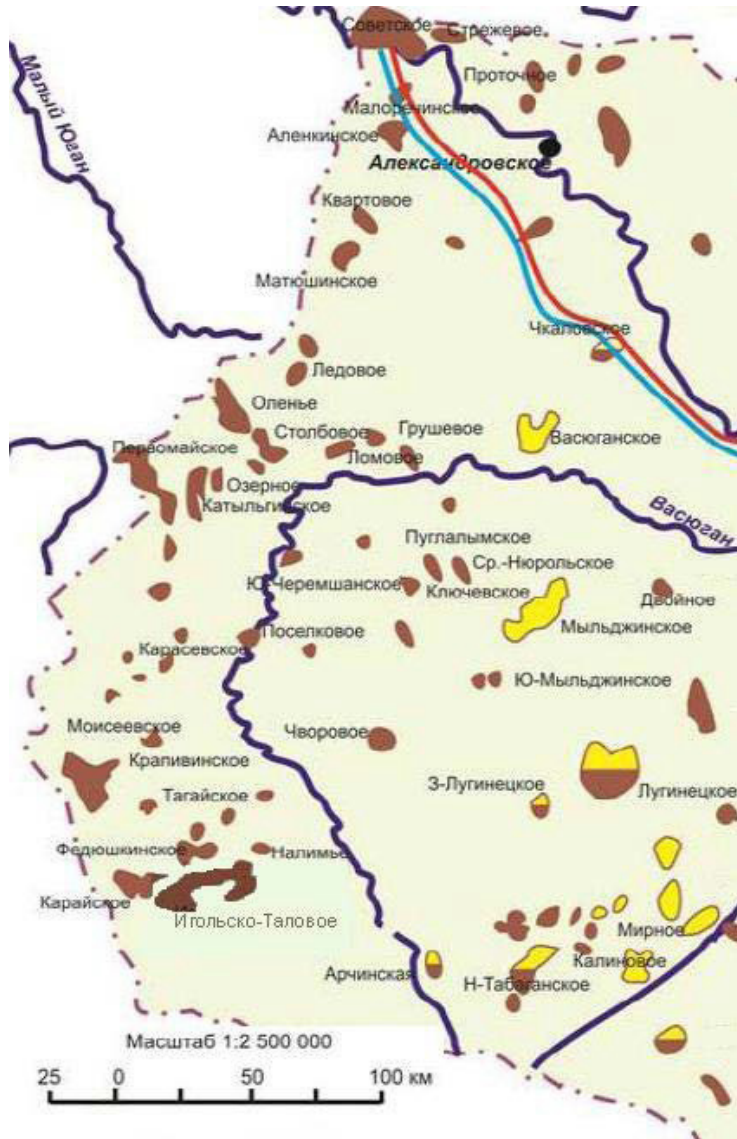 Советское
Стрежевое
Малый Юган
Проточное
Малоречинское
Аленкинское
Александровское
Квартовое
Матюшинское
Чкаловское
Ледовое
Оленье
Столбовое
Грушевое
Васюганское
Первомайское
Ломовое
Озерное
Катыльгинское
Васюган
Пуглалымское
Ср.-Нюрольское
Ю-Черемшанское
Ключевское
Двойное
Мыльджинское
Поселковое
Карасевское
Ю-Мыльджинское
Моисеевское
Чворовое
Крапивинское
З-Лугинецкое
Лугинецкое
Тагайское
Федюшкинское
Налимье
Карайское
Игольско-Таловое
Мирное
Калиновое
Арчинская
Н-Табаганское
Масштаб 1:2 500 000
25 0 50 100 км